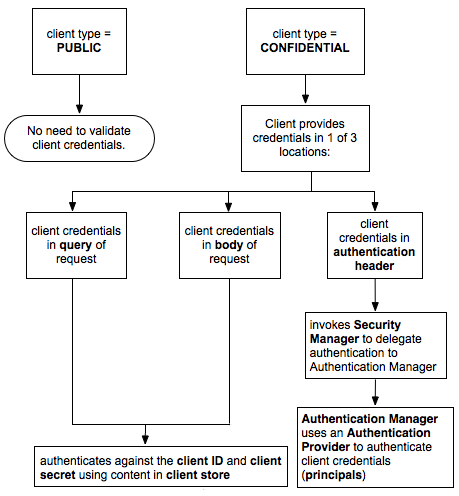 client type =
PUBLIC
client type =
CONFIDENTIAL
No need to validate
client credentials.
Client provides
credentials in 1 of 3
locations:
client credentials
in query of
request
client credentials
in body of
request
client
credentials in
authentication
header
invokes Security
Manager to delegate
authentication to
Authentication Manager
Authentication Manager
uses an Authentication
Provider to authenticate
client credentials
(principals)
authenticates against the client ID and client
secret using content in client store